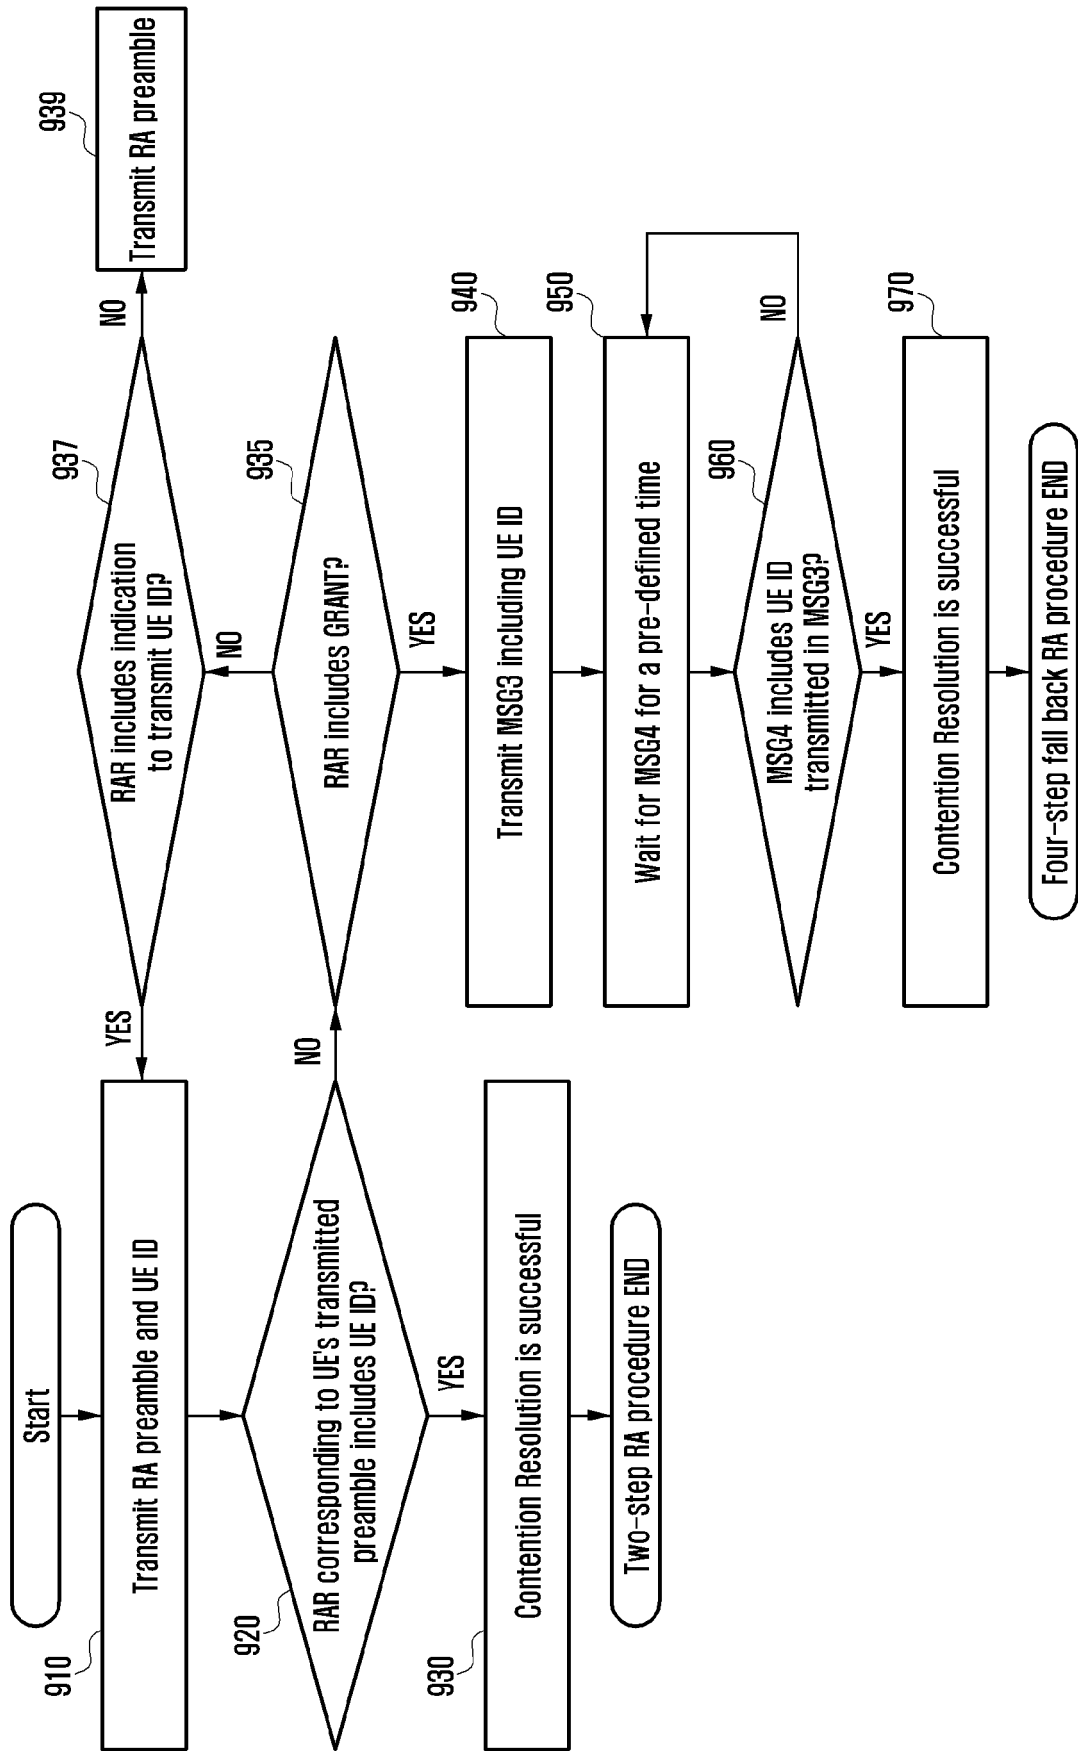 Start
910
Transmit RA preamble and UE ID
920
RAR corresponding to UE's transmitted
preamble includes UE ID?
YES
NO
930
Contention Resolution is successful
Two-step RA procedure END
YES
937
RAR includes indication
to transmit UE ID?
NO
939
Transmit RA preamble
NO
935
RAR includes GRANT?
YES
940
Transmit MSG3 including UE ID
950
Wait for MSG4 for a pre-defined time
960
MSG4 includes UE ID
transmitted in MSG3?
NO
YES
970
Contention Resolution is successful
Four-step fall back RA procedure END